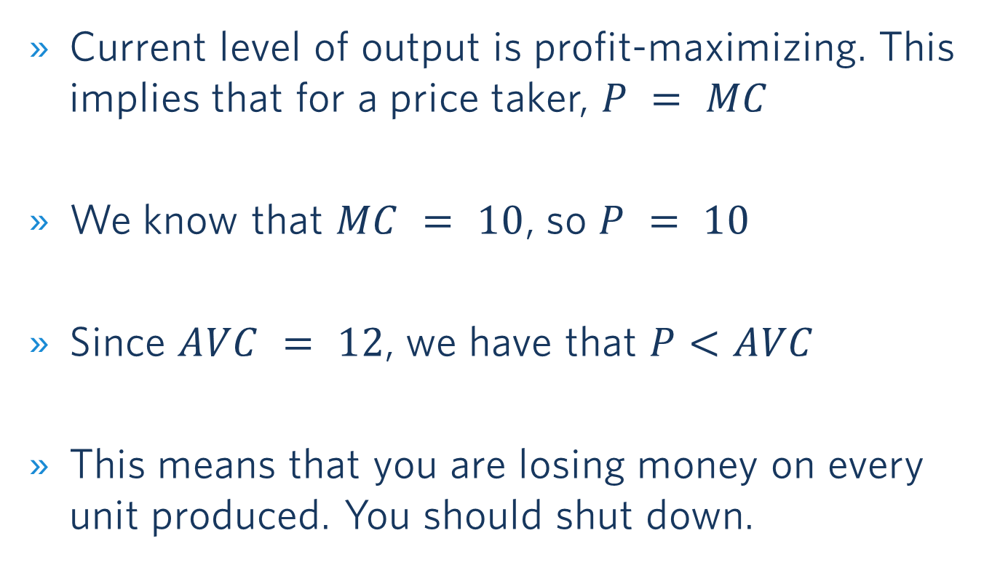 » Current level of output is profit-maximizing. This
implies that for a price taker, P = MC
» We know that MC = 10, so P = 10
» Since AVC = 12, we have that P < AVC
» This means that you are losing money on every
unit produced. You should shut down.